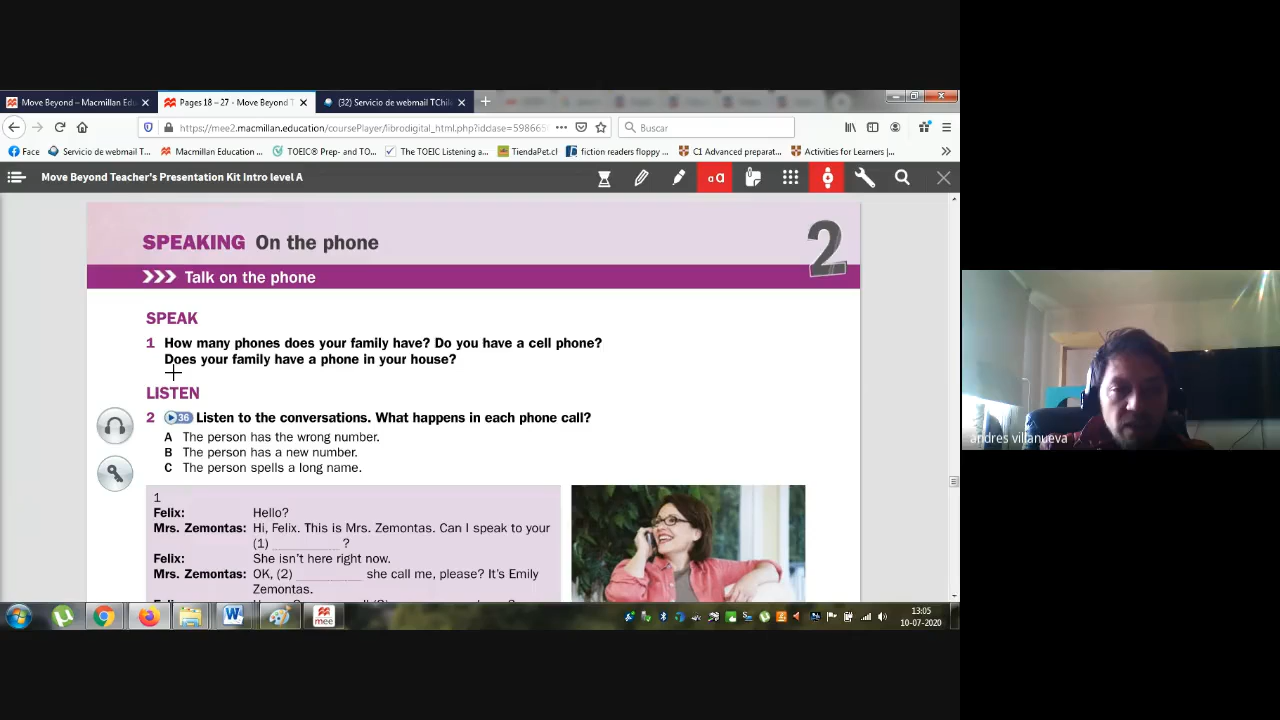 Move Beyond – Macmillan Edu
Pages 18 – 27 - Move Beyond T
(32) Servicio de webmail TChile
https://mee2.macmillan.education/coursePlayer/librodigital_html.php?idclase=598665
Buscar
Face
Servicio de webmail T...
Macmillan Education ...
TOEIC® Prep- and TO...
The TOEIC Listening a...
TiendaPet.cl
fiction readers floppy ...
C1 Advanced preparat...
Activities for Learners |...
Move Beyond Teacher's Presentation Kit Intro level A
a a
SPEAKING On the phone
2
Talk on the phone
SPEAK
1 How many phones does your family have? Do you have a cell phone?
Does your family have a phone in your house?
LISTEN
2 36 Listen to the conversations. What happens in each phone call?
A The person has the wrong number.
B The person has a new number.
C The person spells a long name.
1
Felix: Hello?
Mrs. Zemontas: Hi, Felix. This is Mrs. Zemontas. Can I speak to your
(1) ____________ ?
Felix: She isn't here right now.
Mrs. Zemontas: OK, (2) ____________ she call me, please? It's Emily
Zemontas.
mee
13:05
10-07-2020
andres villanueva